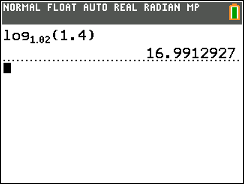 NORMAL FLOAT AUTO REAL RADIAN MP
log₁.₀₂(1.4)
16.9912927